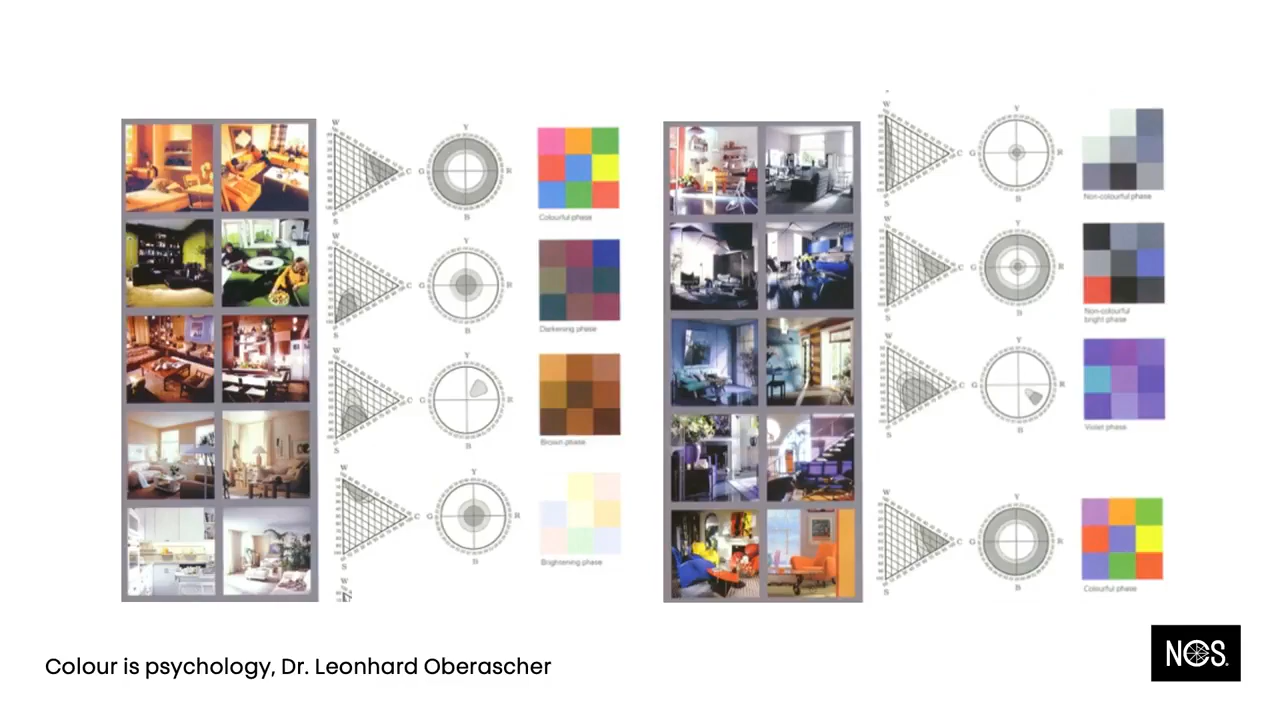 W
C
S
Y
G
R
B
Colourful phase
W
C
S
Y
G
R
B
Darkening phase
W
C
S
Y
G
R
B
Brown phase
W
C
S
Y
G
R
B
Brightening phase
W
W
C
S
Y
G
R
B
Non-colourful phase
W
C
S
Y
G
R
B
Non-colourful
bright phase
W
C
S
Y
G
R
B
Violet phase
W
C
S
Y
G
R
B
Colourful phase
Colour is psychology, Dr. Leonhard Oberascher
NCS